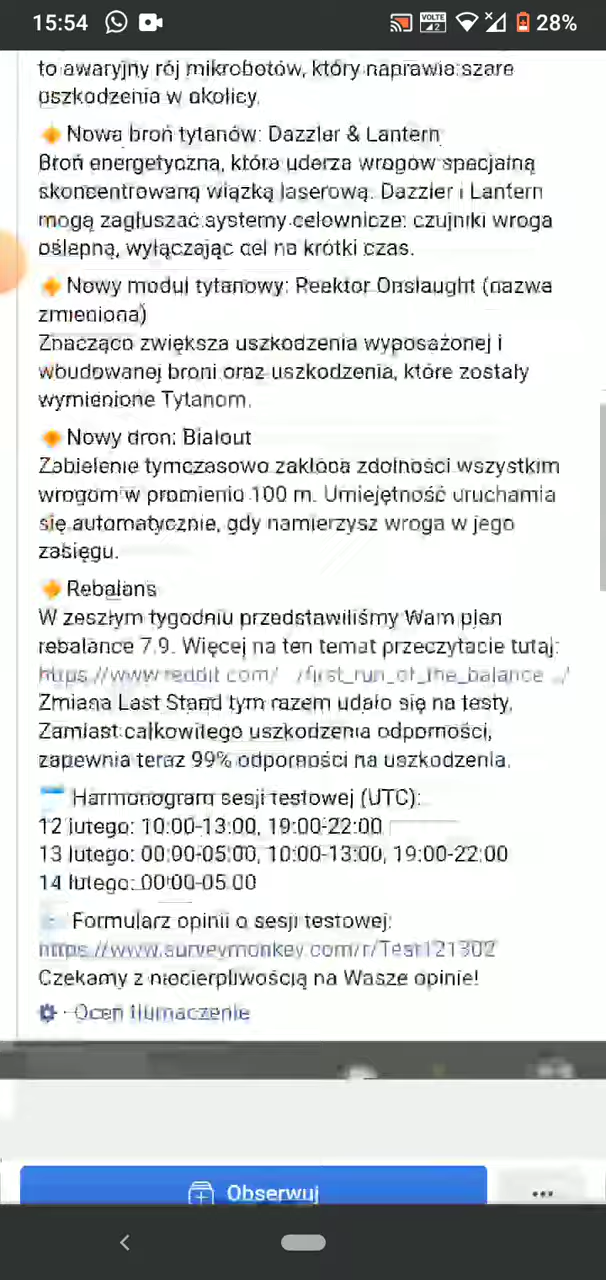 15:54 VOLTE 28%
to awaryjny rój mikrobotów, który naprawia szare
uszkodzenia w okolicy.
Nowa broń tytanów: Dazzler & Lantern
Broń energetyczna, która uderza wrogów specjalną
skoncentrowaną wiązką laserową. Dazzler i Lantern
mogą zagłuszać systemy celownicze: czujniki wroga
oślepną, wyłączając cel na krótki czas.
Nowy moduł tytanowy: Reektor Onslaught (nazwa
zmieniona)
Znacząco zwiększa uszkodzenia wyposażonej i
wbudowanej broni oraz uszkodzenia, które zostały
wymienione Tytanom.
Nowy dron: Bialout
Zabielenie tymczasowo zakłóca zdolności wszystkim
wrogom w promieniu 100 m. Umiejętność uruchamia
się automatycznie, gdy namierzysz wroga w jego
zasięgu.
Rebalans
W zeszłym tygodniu przedstawiliśmy Wam plan
rebalance 7.9. Więcej na ten temat przeczytacie tutaj:
https://www.reddit.com/.../first_run_of_the_balance.../
Zmiana Last Stand tym razem udało się na testy.
Zamiast całkowitego uszkodzenia odporności,
zapewnia teraz 99% odporności na uszkodzenia.
Harmonogram sesji testowej (UTC):
12 lutego: 10:00-13:00, 19:00-22:00
13 lutego: 00:00-05:00, 10:00-13:00, 19:00-22:00
14 lutego: 00:00-05:00
Formularz opinii o sesji testowej:
https://www.surveymonkey.com/r/Test121302
Czekamy z niecierpliwością na Wasze opinie!
· Oceń tłumaczenie
Obserwuj